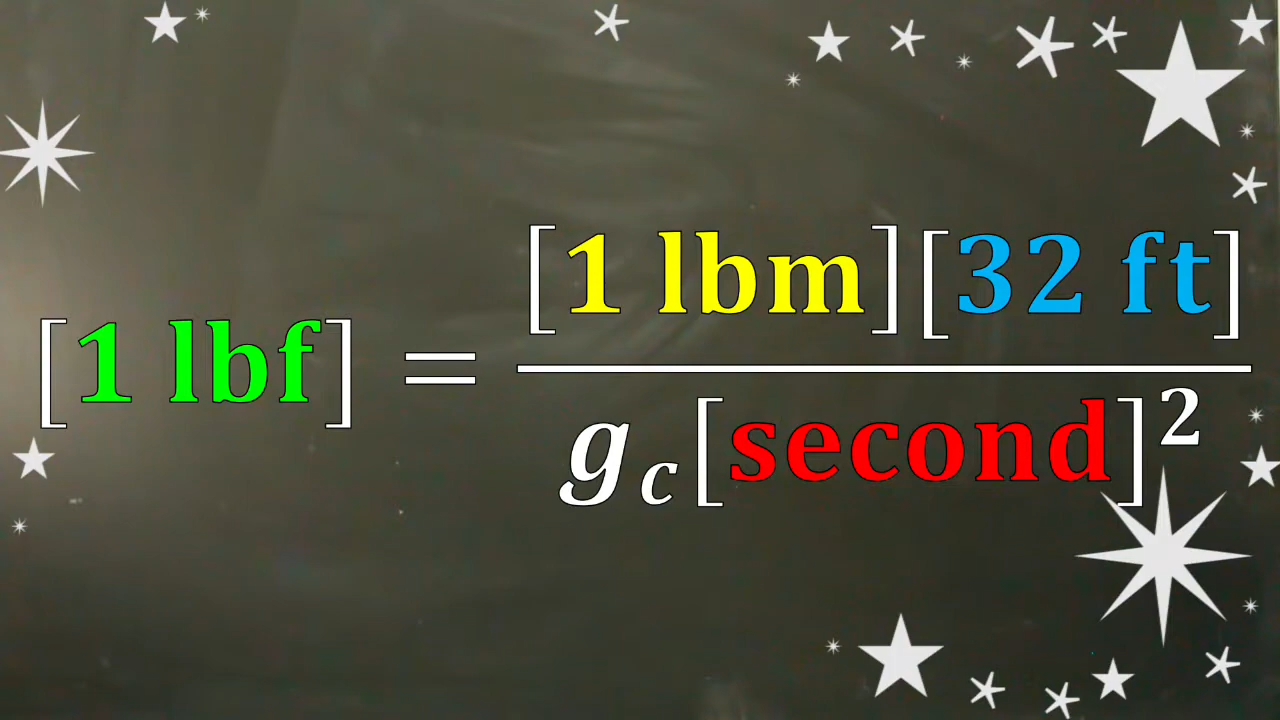 [1 lbf] = [1 lbm][32 ft]
g_c[second]²